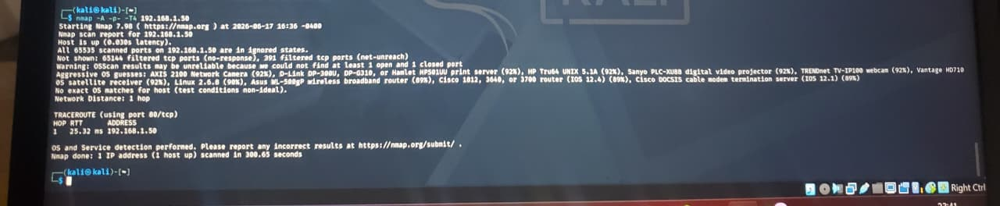 KALI
┌──(kali㉿kali)-[~]
└─$ nmap -A -p- -T4 192.168.1.50
Starting Nmap 7.98 ( https://nmap.org ) at 2026-06-17 16:36 -0400
Nmap scan report for 192.168.1.50
Host is up (0.030s latency).
All 65535 scanned ports on 192.168.1.50 are in ignored states.
Not shown: 65144 filtered tcp ports (no-response), 391 filtered tcp ports (net-unreach)
Warning: OSScan results may be unreliable because we could not find at least 1 open and 1 closed port
Aggressive OS guesses: AXIS 2100 Network Camera (92%), D-Link DP-300U, DP-G310, or Hamlet HPS01UU print server (92%), HP Tru64 UNIX 5.1A (92%), Sanyo PLC-XU88 digital video projector (92%), TRENDnet TV-IP100 webcam (92%), Vantage HD710
0S satellite receiver (92%), Linux 2.6.8 (90%), Asus WL-500gP wireless broadband router (89%), Cisco 1812, 3640, or 3700 router (IOS 12.4) (89%), Cisco DOCSIS cable modem termination server (IOS 12.1) (89%)
No exact OS matches for host (test conditions non-ideal).
Network Distance: 1 hop
TRACEROUTE (using port 80/tcp)
HOP RTT ADDRESS
1 25.32 ms 192.168.1.50
OS and Service detection performed. Please report any incorrect results at https://nmap.org/submit/ .
Nmap done: 1 IP address (1 host up) scanned in 300.65 seconds
┌──(kali㉿kali)-[~]
└─$
Right Ctrl